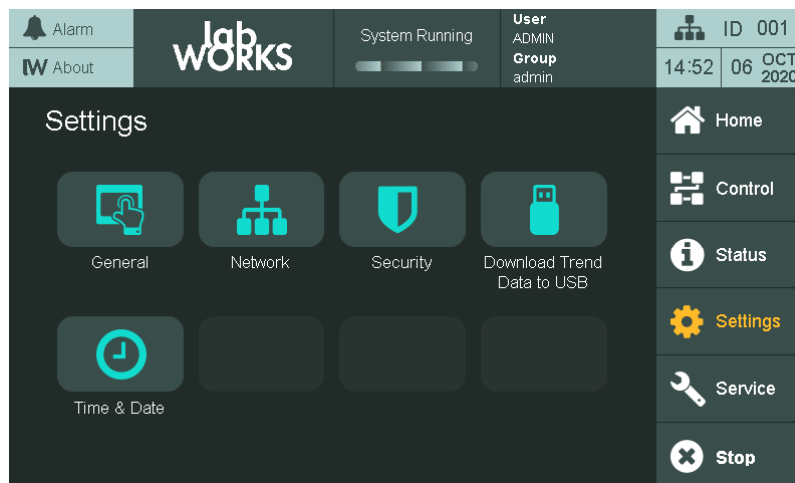 Alarm
lab
WORKS
System Running
User
ADMIN
Group
admin
ID 001
IW About
14:52
06 OCT
2020
Settings
General
Network
Security
Download Trend
Data to USB
Time & Date
Home
Control
Status
Settings
Service
Stop